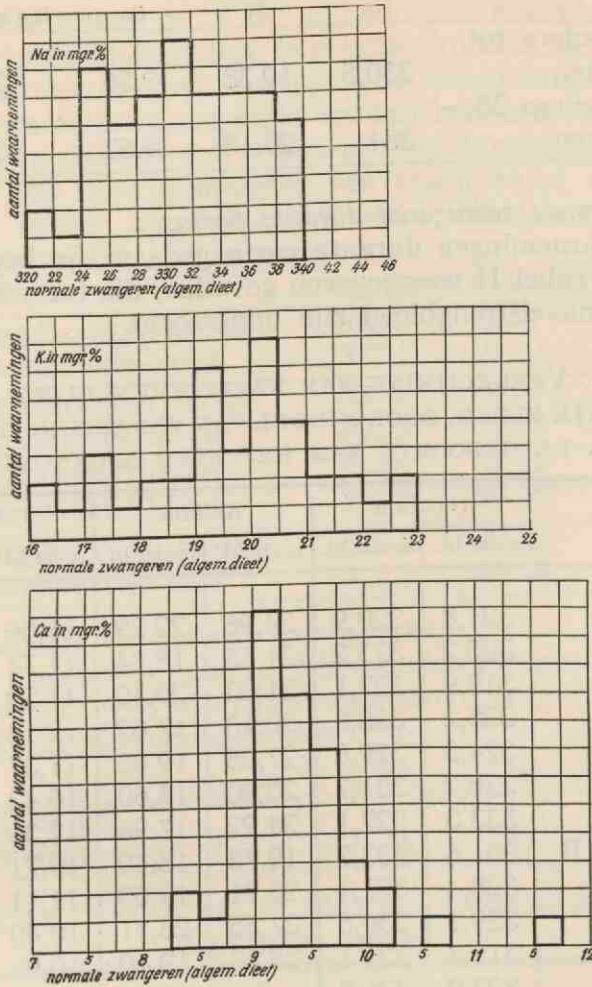 Na in mgr.%
aantal waarnemingen
320 22 24 26 28 330 32 34 36 38 340 42 44 46
normale zwangeren (algem. dieet)
K. in mgr.%
aantal waarnemingen
16 17 18 19 20 21 22 23 24 25
normale zwangeren (algem. dieet)
Ca in mgr.%
aantal waarnemingen
7 5 8 5 9 5 10 5 11 5 12
normale zwangeren (algem. dieet)